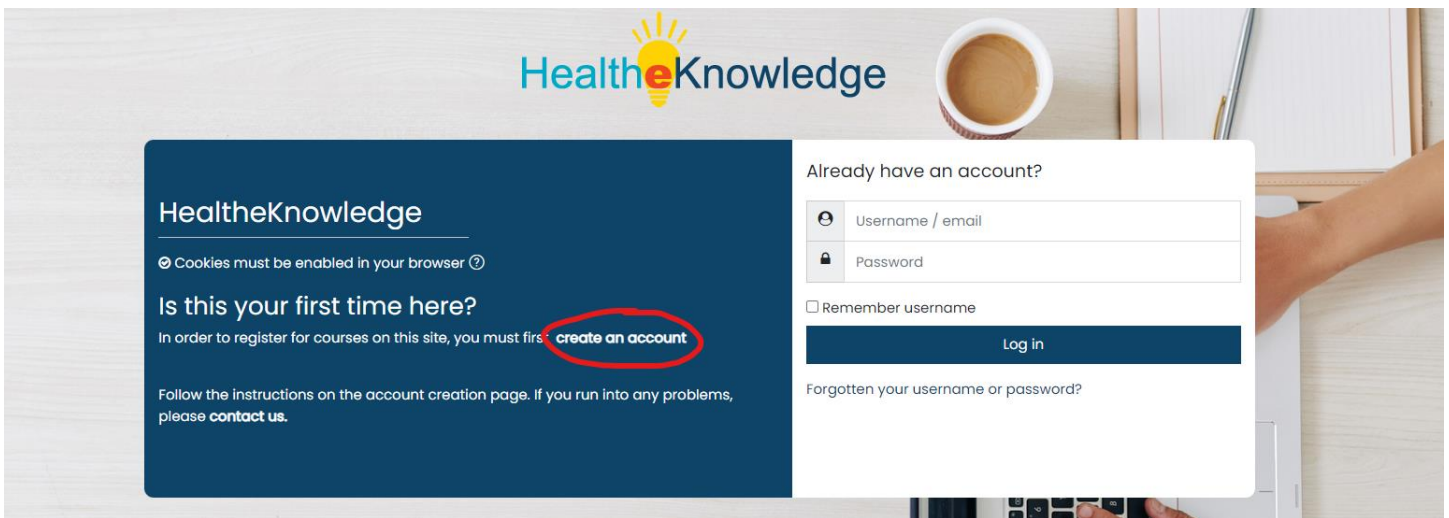 HealtheKnowledge
HealtheKnowledge
Cookies must be enabled in your browser
Is this your first time here?
In order to register for courses on this site, you must first create an account
Follow the instructions on the account creation page. If you run into any problems,
please contact us.
Already have an account?
Username / email
Password
Remember username
Log in
Forgotten your username or password?